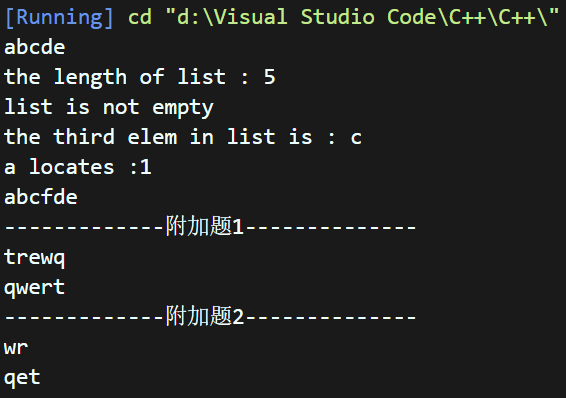 [Running] cd "d:\Visual Studio Code\C++\C++\"
abcde
the length of list : 5
list is not empty
the third elem in list is : c
a locates :1
abcfde
-------------附加题1--------------
trewq
qwert
-------------附加题2--------------
wr
qet